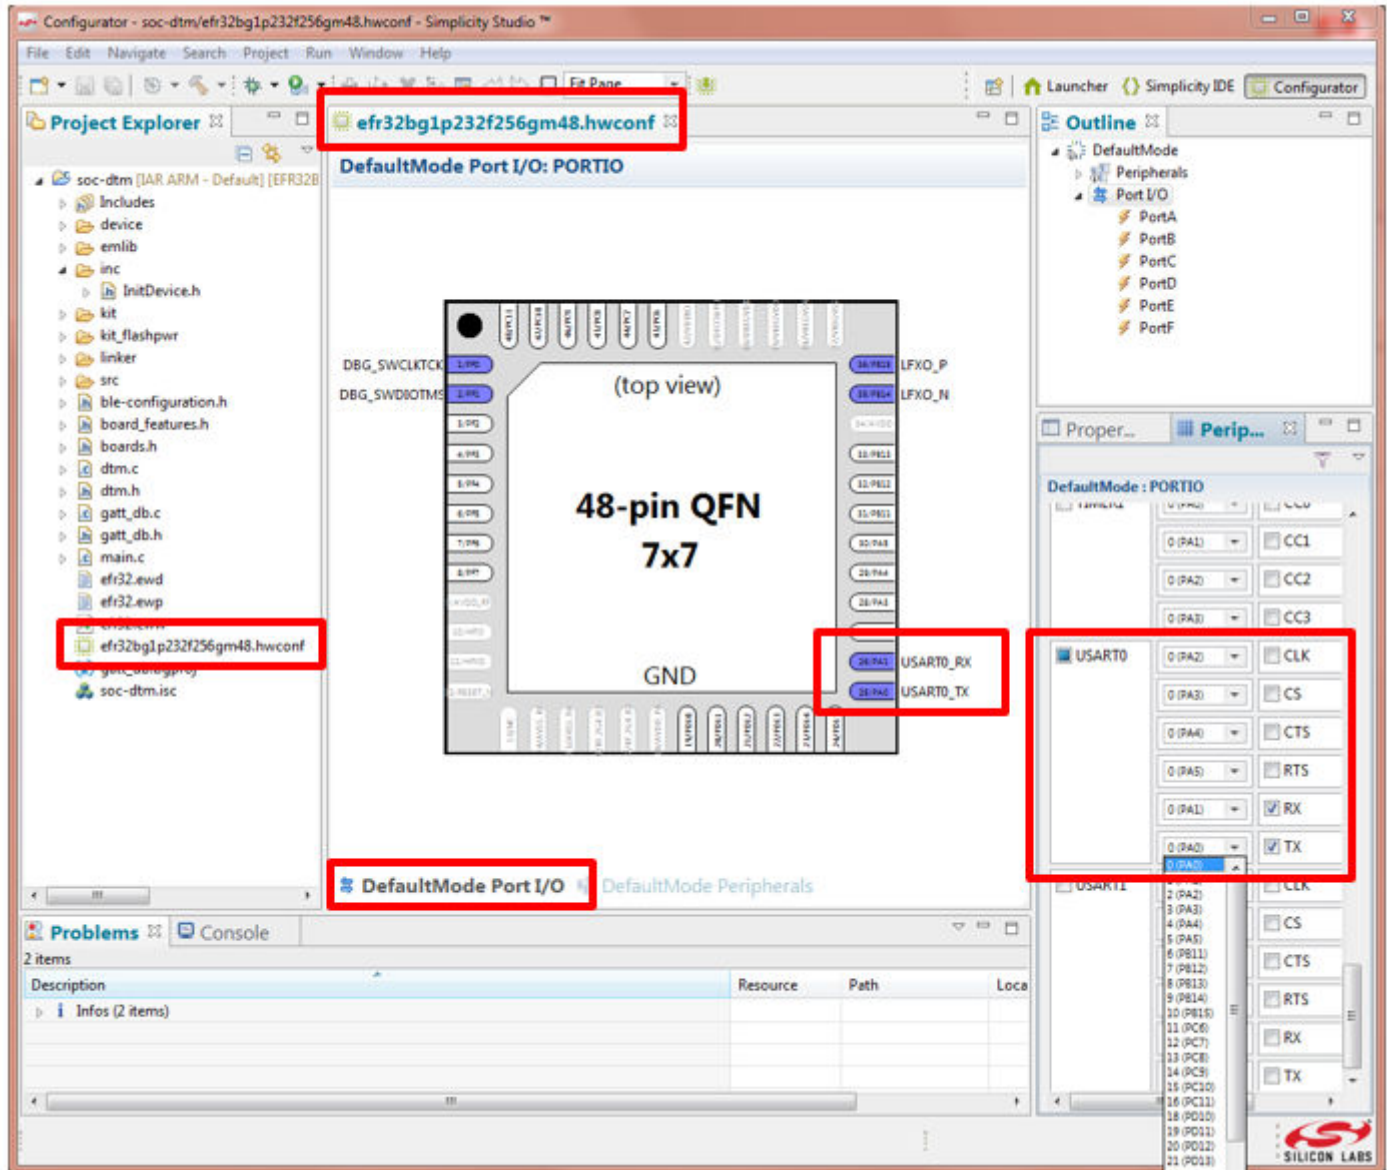 Configurator - soc-dtm/efr32bg1p232f256gm48.hwconf - Simplicity Studio ™
File Edit Navigate Search Project Run Window Help
Fit Page
Launcher
Simplicity IDE
Configurator
Project Explorer
efr32bg1p232f256gm48.hwconf
Outline
DefaultMode Port I/O: PORTIO
soc-dtm [IAR ARM - Default] [EFR32B
Includes
device
emlib
inc
InitDevice.h
kit
kit_flashpwr
linker
src
ble-configuration.h
board_features.h
boards.h
dtm.c
dtm.h
gatt_db.c
gatt_db.h
main.c
efr32.ewd
efr32.ewp
efr32bg1p232f256gm48.hwconf
soc-dtm.isc
DBG_SWCLKTCK
DBG_SWDIOTMS
(top view)
48-pin QFN
7x7
GND
LFXO_P
LFXO_N
USART0_RX
USART0_TX
DefaultMode Port I/O
DefaultMode Peripherals
DefaultMode
Peripherals
Port I/O
PortA
PortB
PortC
PortD
PortE
PortF
Proper...
Perip...
DefaultMode : PORTIO
0 (PA1) CC1
0 (PA2) CC2
0 (PA3) CC3
USART0 0 (PA2) CLK
0 (PA3) CS
0 (PA4) CTS
0 (PA5) RTS
0 (PA1) RX
0 (PA0) TX
0 (PA0)
USART1 CLK
2 (PA2)
3 (PA3)
4 (PA4) CS
5 (PA5)
6 (PB11)
7 (PB12) CTS
8 (PB13)
9 (PB14) RTS
10 (PB15)
11 (PC6)
12 (PC7) RX
13 (PC8)
14 (PC9) TX
15 (PC10)
16 (PC11)
18 (PD10)
19 (PD11)
20 (PD12)
21 (PD13)
Problems
Console
2 items
Description Resource Path Loca
Infos (2 items)
SILICON LABS